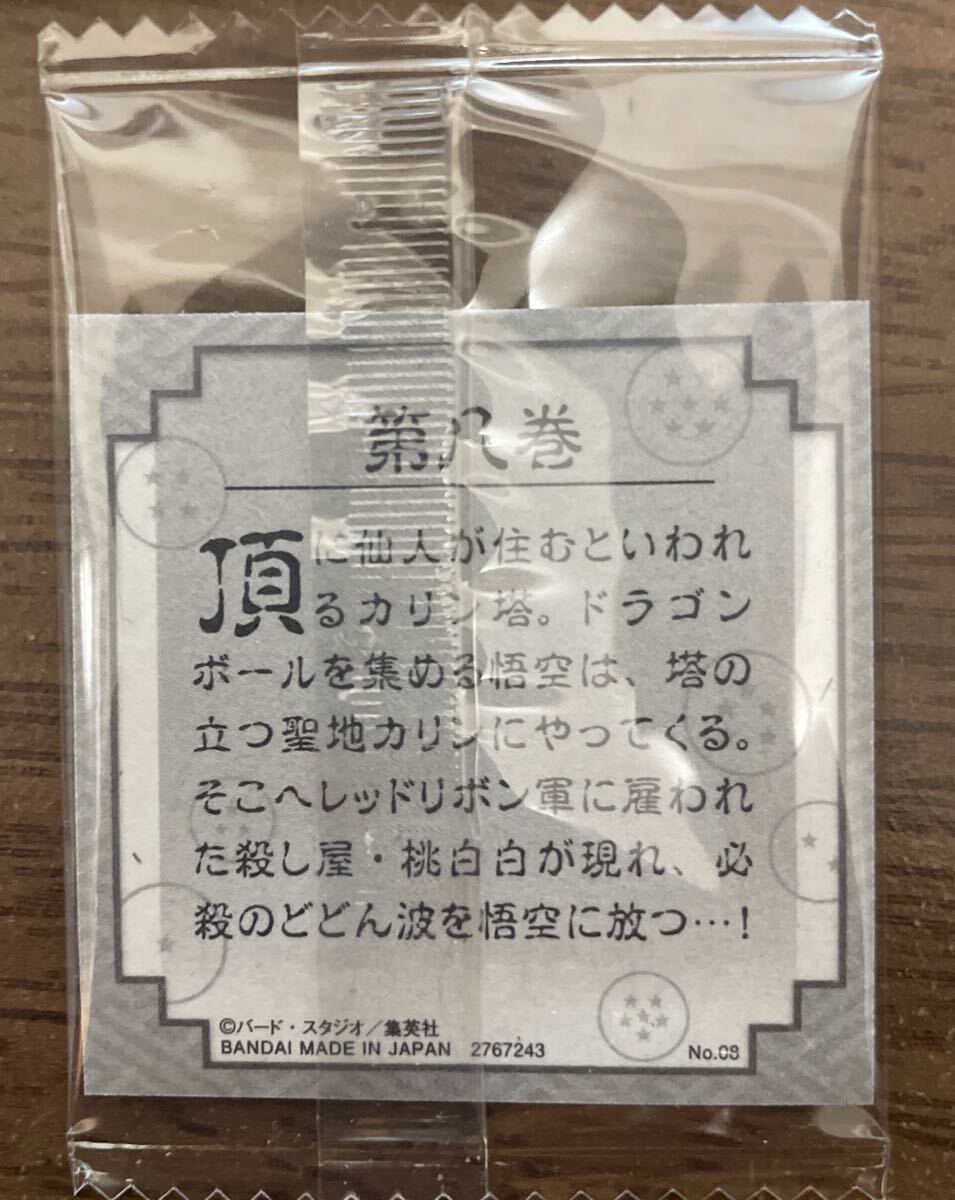 第八巻
頂に仙人が住むといわれ
るカリン塔。ドラゴン
ボールを集める悟空は、塔の
立つ聖地カリンにやってくる。
そこへレッドリボン軍に雇われ
た殺し屋・桃白白が現れ、必
殺のどどん波を悟空に放つ…!
©バード・スタジオ／集英社
BANDAI MADE IN JAPAN 2767243
No.08